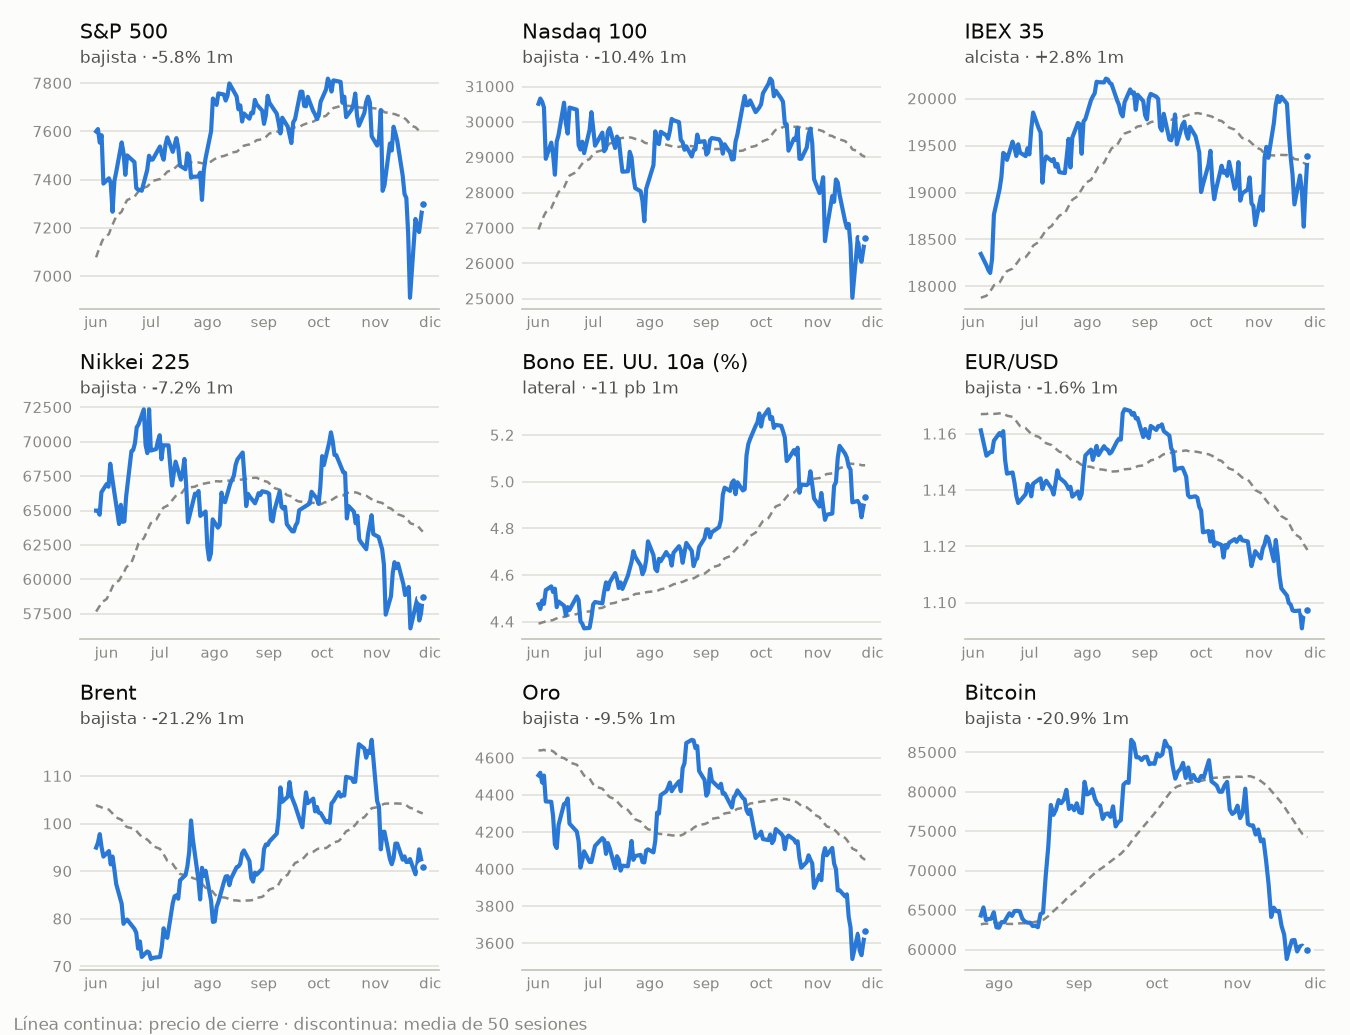 S&P 500
bajista · -5.8% 1m
7800
7600
7400
7200
7000
jun jul ago sep oct nov dic
Nasdaq 100
bajista · -10.4% 1m
31000
30000
29000
28000
27000
26000
25000
jun jul ago sep oct nov dic
IBEX 35
alcista · +2.8% 1m
20000
19500
19000
18500
18000
jun jul ago sep oct nov dic
Nikkei 225
bajista · -7.2% 1m
72500
70000
67500
65000
62500
60000
57500
jun jul ago sep oct nov dic
Bono EE. UU. 10a (%)
lateral · -11 pb 1m
5.2
5.0
4.8
4.6
4.4
jun jul ago sep oct nov dic
EUR/USD
bajista · -1.6% 1m
1.16
1.14
1.12
1.10
jun jul ago sep oct nov dic
Brent
bajista · -21.2% 1m
110
100
90
80
70
jun jul ago sep oct nov dic
Oro
bajista · -9.5% 1m
4600
4400
4200
4000
3800
3600
jun jul ago sep oct nov dic
Bitcoin
bajista · -20.9% 1m
85000
80000
75000
70000
65000
60000
ago sep oct nov dic
Línea continua: precio de cierre · discontinua: media de 50 sesiones